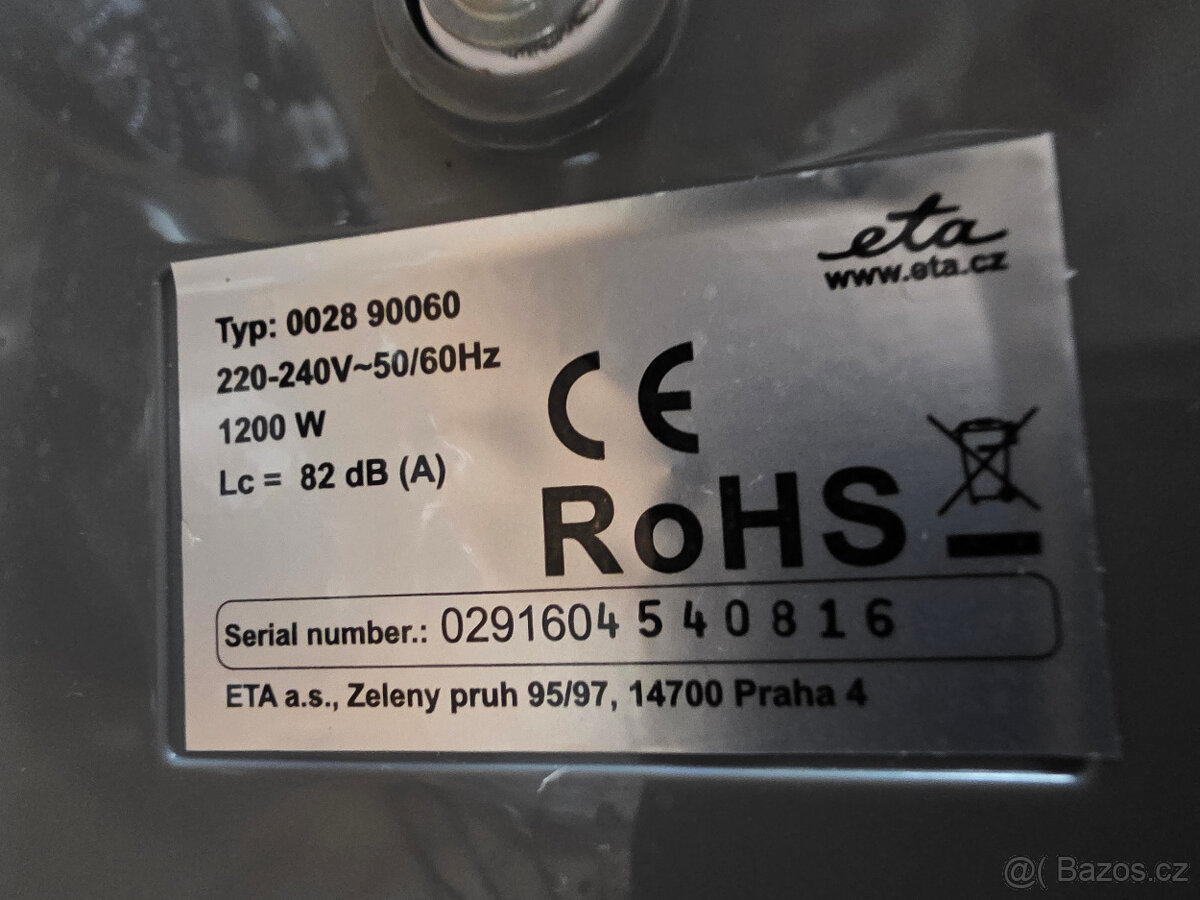 eta
www.eta.cz
Typ: 0028 90060
220-240V~50/60Hz
1200 W
Lc = 82 dB (A)
CE
RoHS
Serial number.: 0291604 5 4 0 8 1 6
ETA a.s., Zeleny pruh 95/97, 14700 Praha 4
@( Bazos.cz